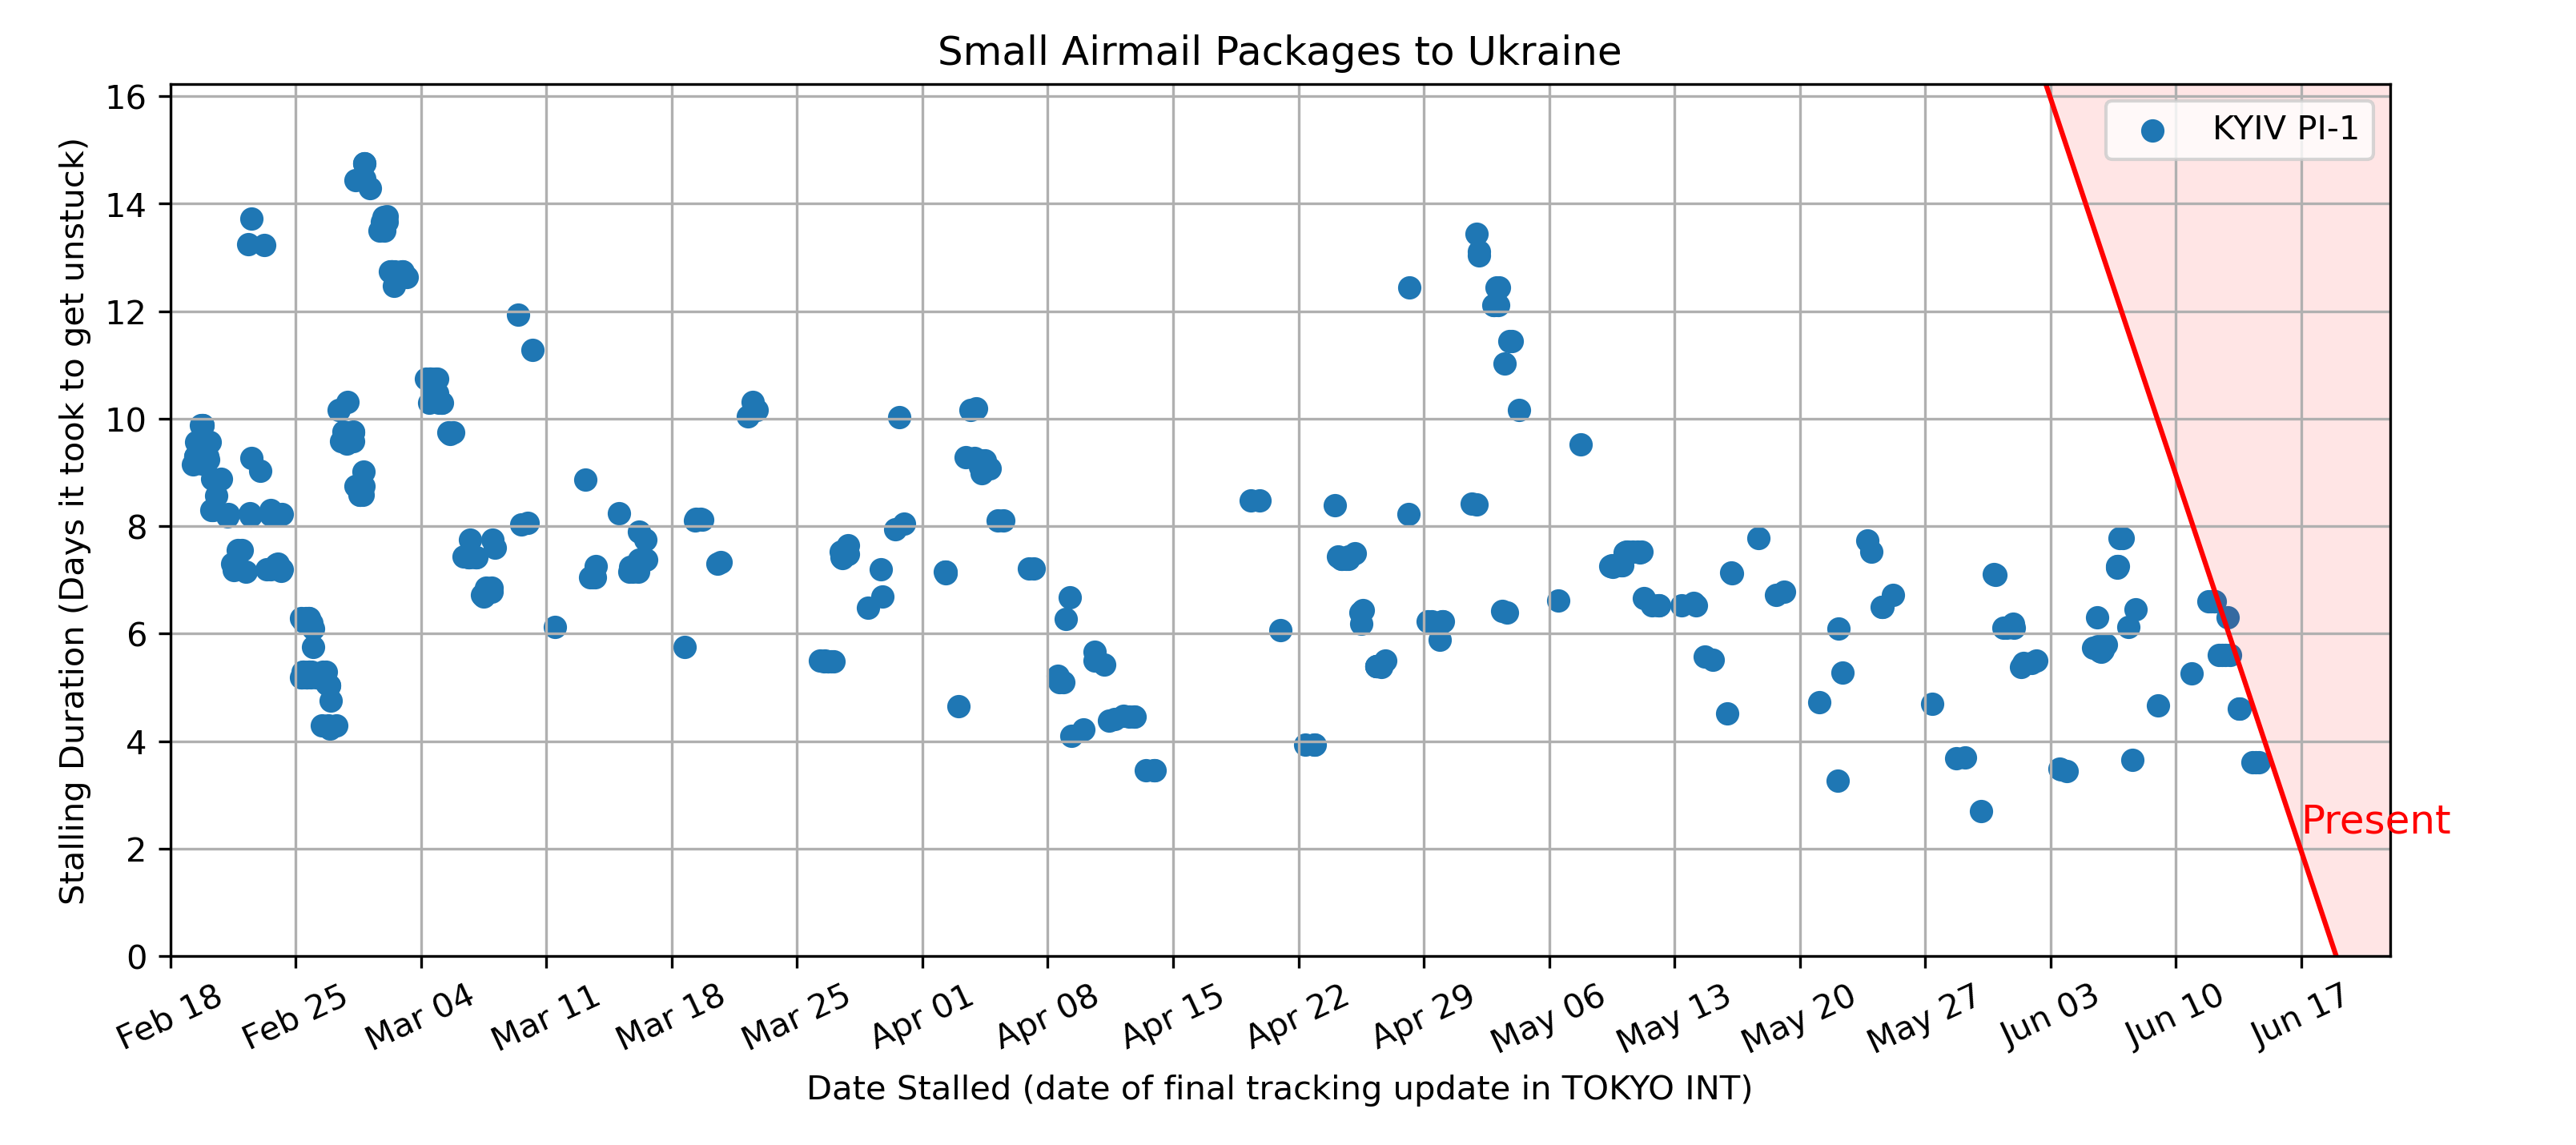 Small Airmail Packages to Ukraine
KYIV PI-1
Stalling Duration (Days it took to get unstuck)
16
14
12
10
8
6
4
2
0
Present
Feb 18
Feb 25
Mar 04
Mar 11
Mar 18
Mar 25
Apr 01
Apr 08
Apr 15
Apr 22
Apr 29
May 06
May 13
May 20
May 27
Jun 03
Jun 10
Jun 17
Date Stalled (date of final tracking update in TOKYO INT)